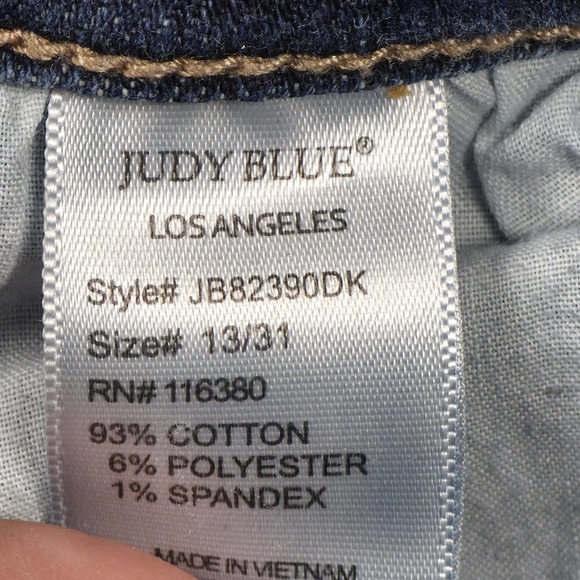 JUDY BLUE®
LOS ANGELES
Style# JB82390DK
Size# 13/31
RN# 116380
93% COTTON
6% POLYESTER
1% SPANDEX
MADE IN VIETNAM